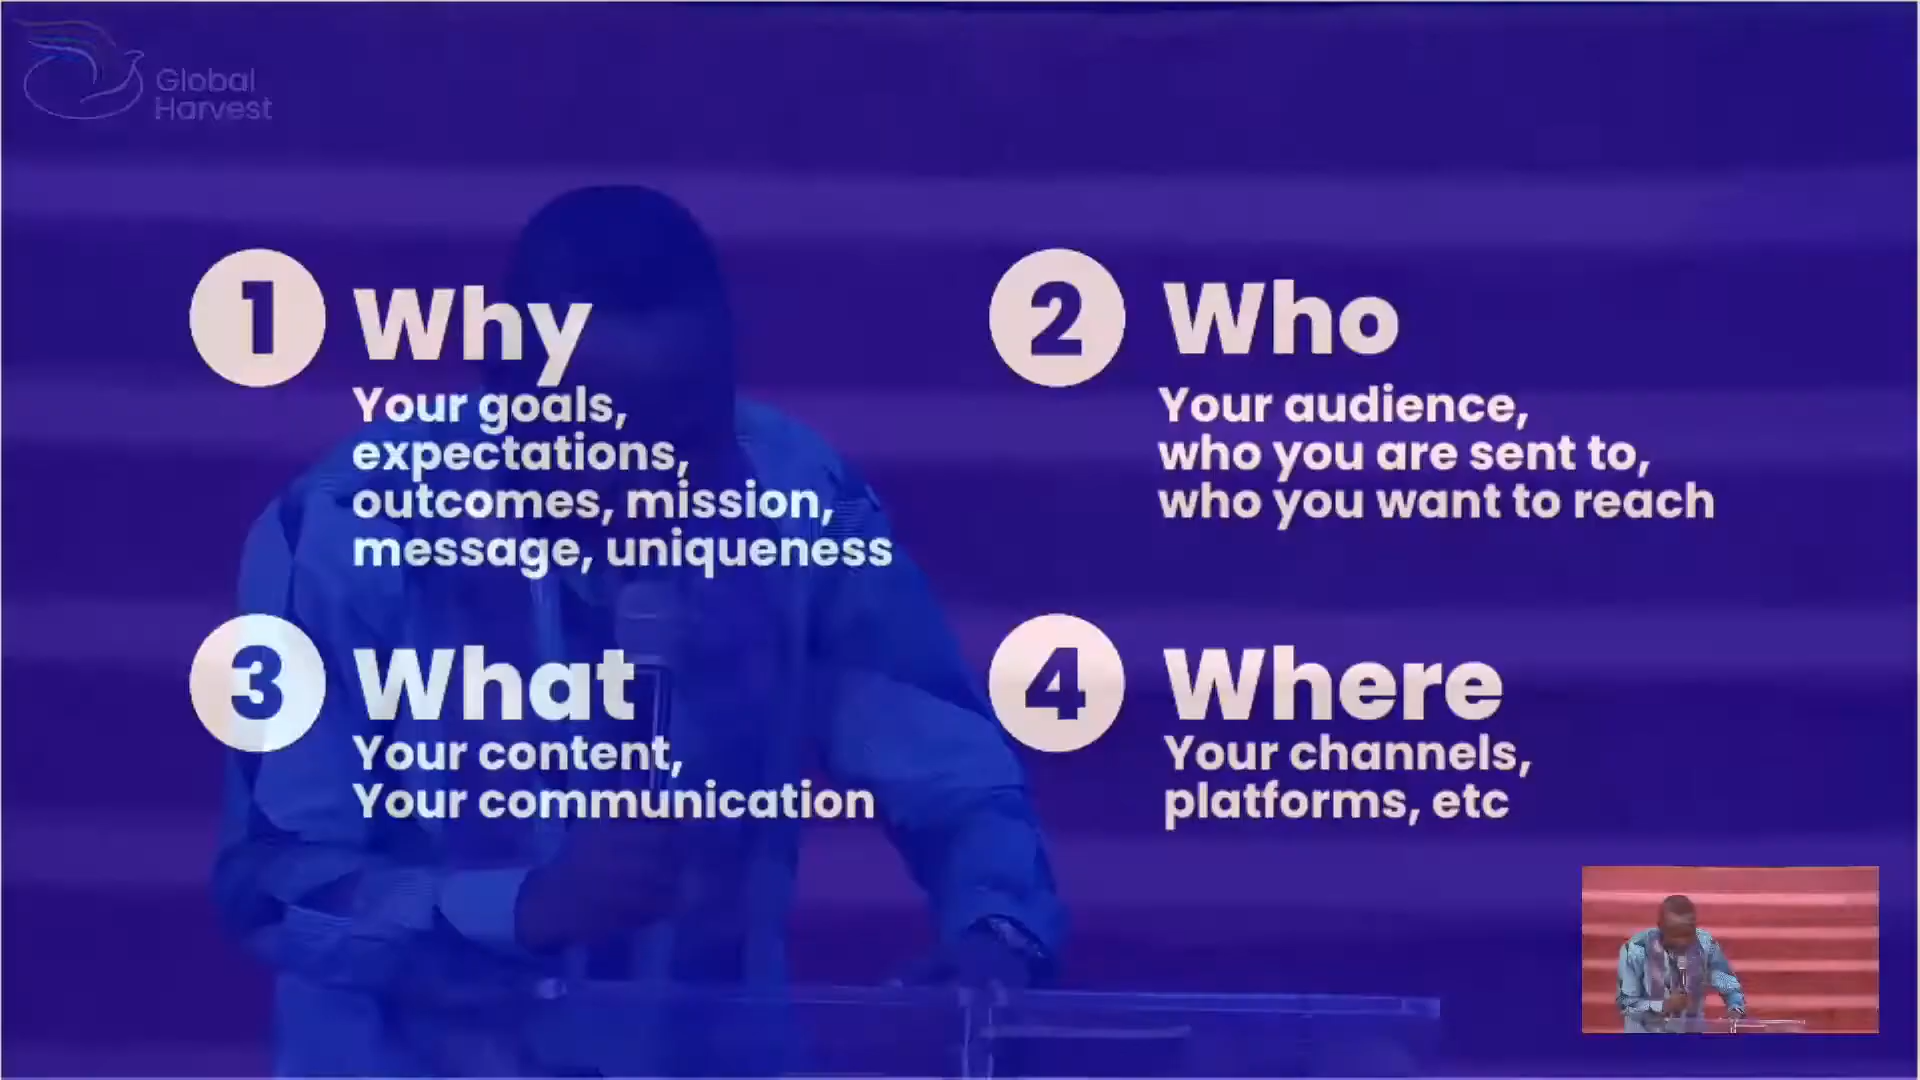 Global
Harvest
1 Why
Your goals,
expectations,
outcomes, mission,
message, uniqueness
2 Who
Your audience,
who you are sent to,
who you want to reach
3 What
Your content,
Your communication
4 Where
Your channels,
platforms, etc